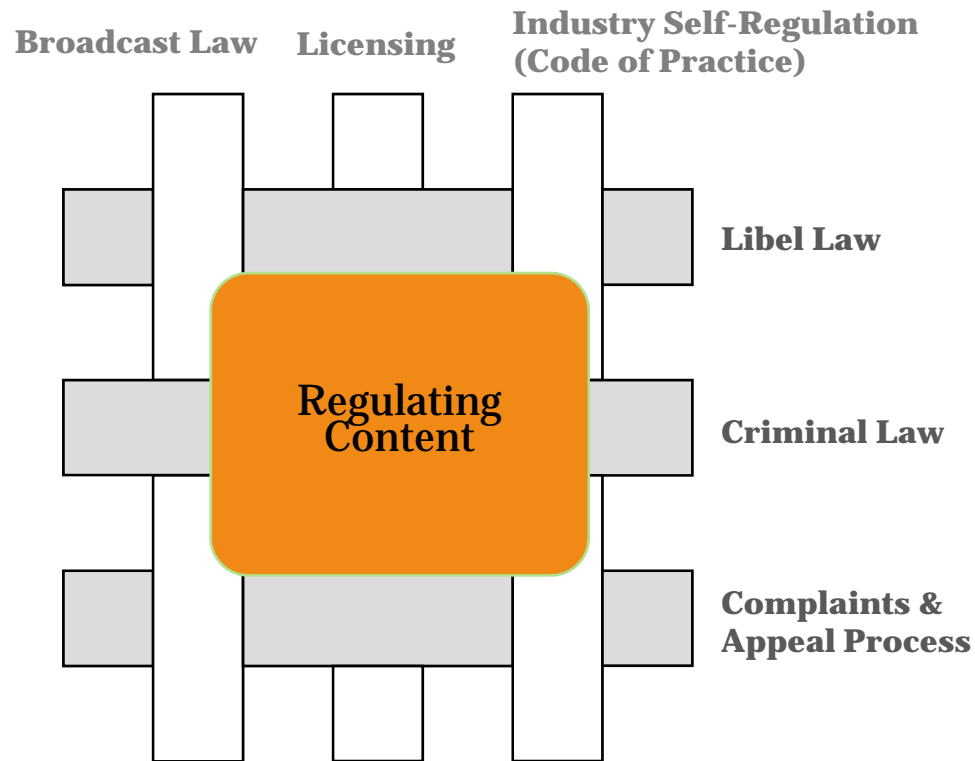 Broadcast Law
Licensing
Industry Self-Regulation
(Code of Practice)
Libel Law
Regulating
Content
Criminal Law
Complaints &
Appeal Process